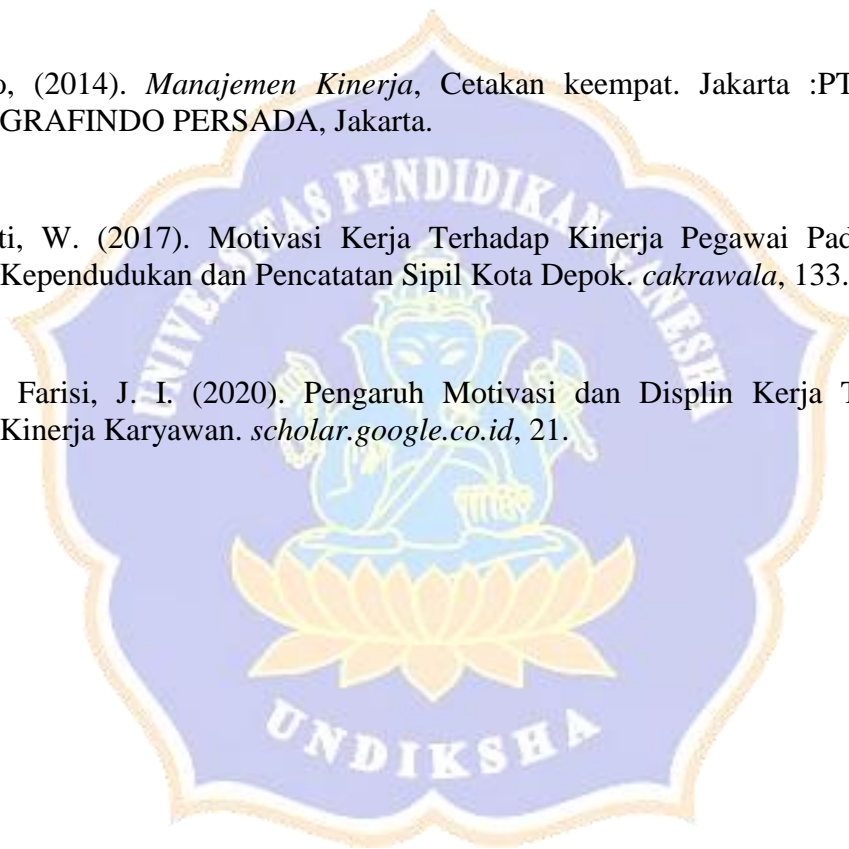 o, (2014). Manajemen Kinerja, Cetakan keempat. Jakarta :PT
GRAFINDO PERSADA, Jakarta.
ti, W. (2017). Motivasi Kerja Terhadap Kinerja Pegawai Pad
Kependudukan dan Pencatatan Sipil Kota Depok. cakrawala, 133.
Farisi, J. I. (2020). Pengaruh Motivasi dan Displin Kerja T
Kinerja Karyawan. scholar.google.co.id, 21.
UNIVERSITAS PENDIDIKAN GANESHA
UNDIKSHA